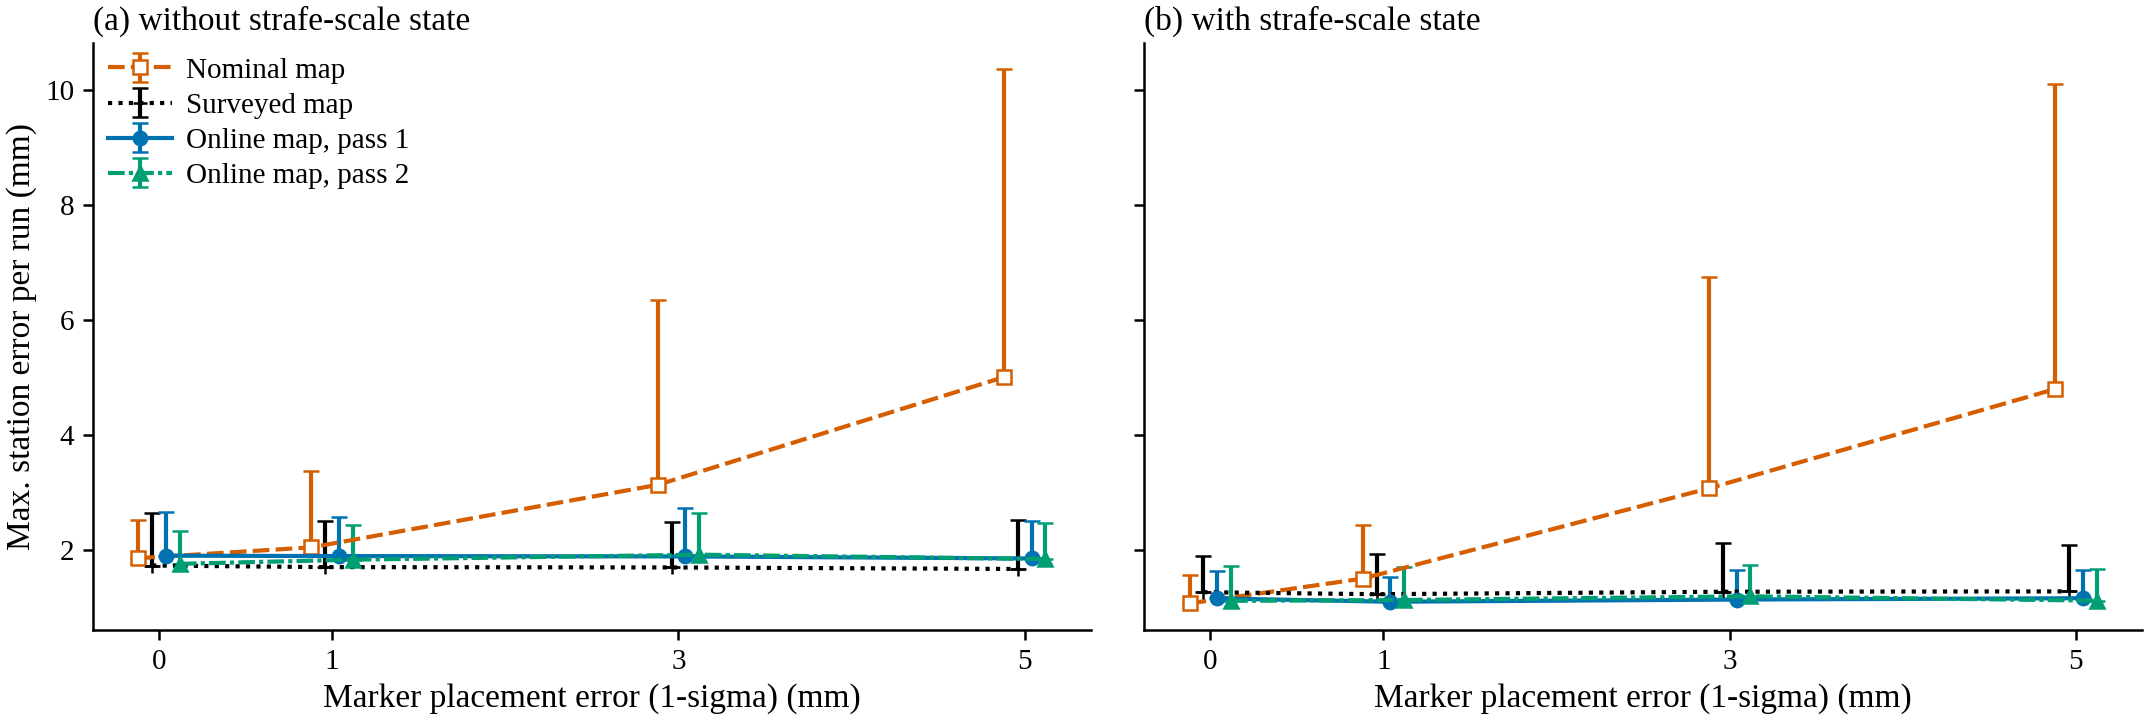 (a) without strafe-scale state
Nominal map
Surveyed map
Online map, pass 1
Online map, pass 2
Max. station error per run (mm)
10
8
6
4
2
0 1 3 5
Marker placement error (1-sigma) (mm)
(b) with strafe-scale state
0 1 3 5
Marker placement error (1-sigma) (mm)